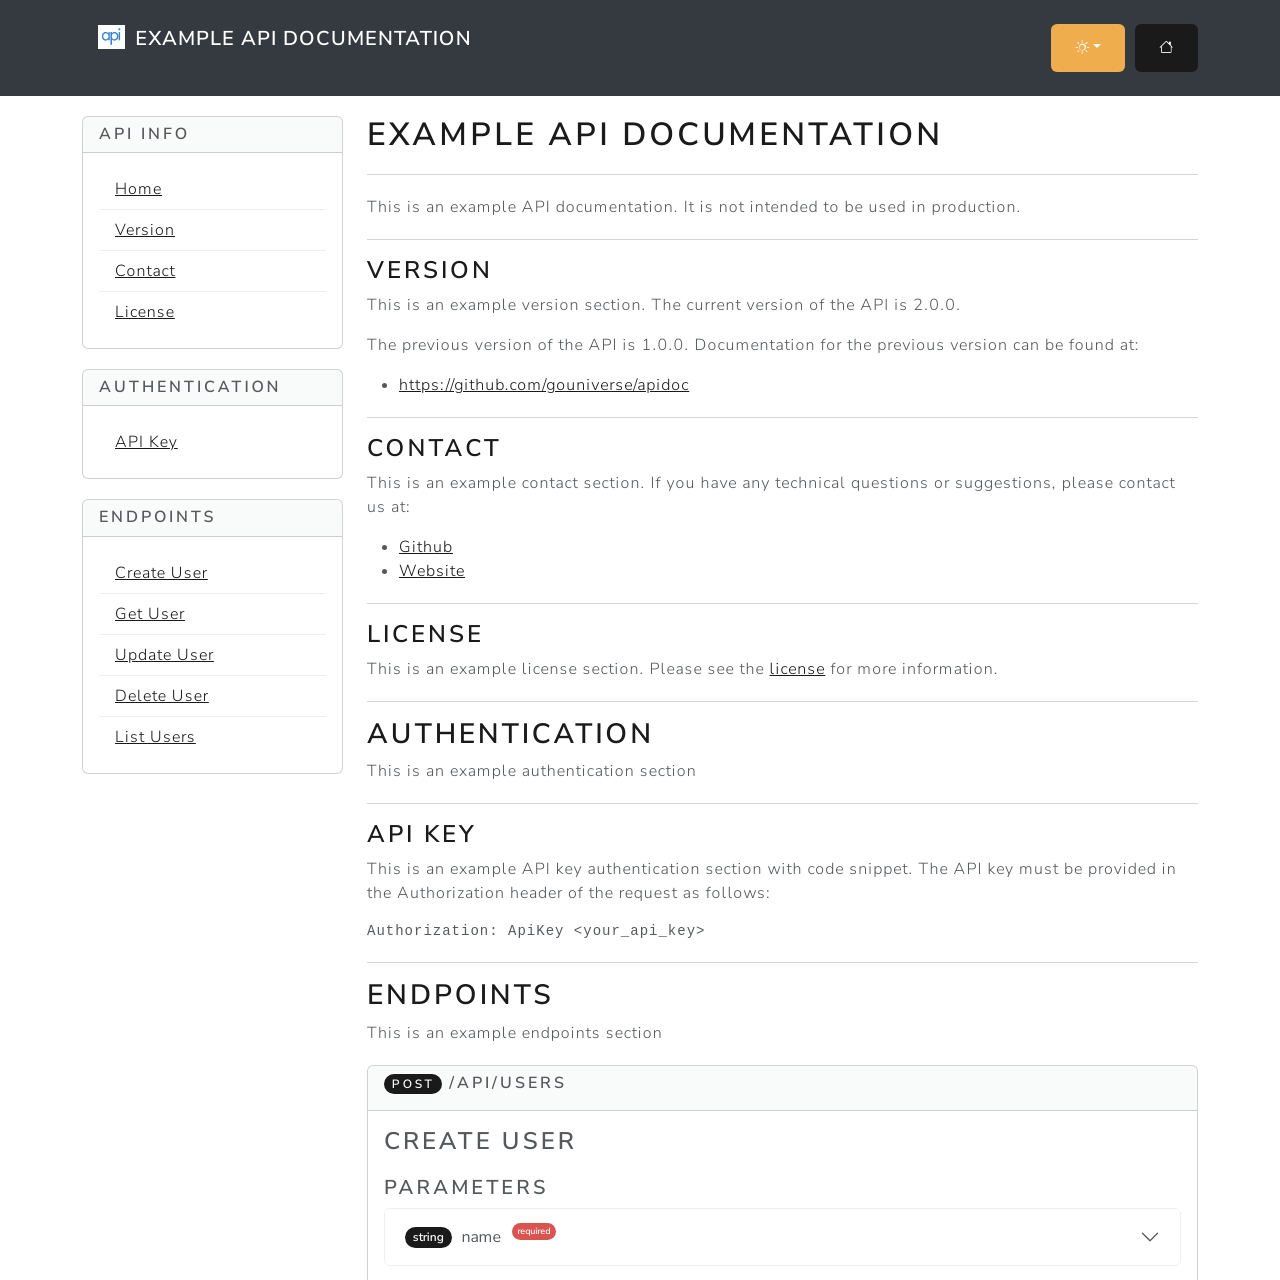 api EXAMPLE API DOCUMENTATION
API INFO
Home
Version
Contact
License
AUTHENTICATION
API Key
ENDPOINTS
Create User
Get User
Update User
Delete User
List Users
EXAMPLE API DOCUMENTATION
This is an example API documentation. It is not intended to be used in production.
VERSION
This is an example version section. The current version of the API is 2.0.0.
The previous version of the API is 1.0.0. Documentation for the previous version can be found at:
https://github.com/gouniverse/apidoc
CONTACT
This is an example contact section. If you have any technical questions or suggestions, please contact
us at:
Github
Website
LICENSE
This is an example license section. Please see the license for more information.
AUTHENTICATION
This is an example authentication section
API KEY
This is an example API key authentication section with code snippet. The API key must be provided in
the Authorization header of the request as follows:
Authorization: ApiKey <your_api_key>
ENDPOINTS
This is an example endpoints section
POST /API/USERS
CREATE USER
PARAMETERS
string name required